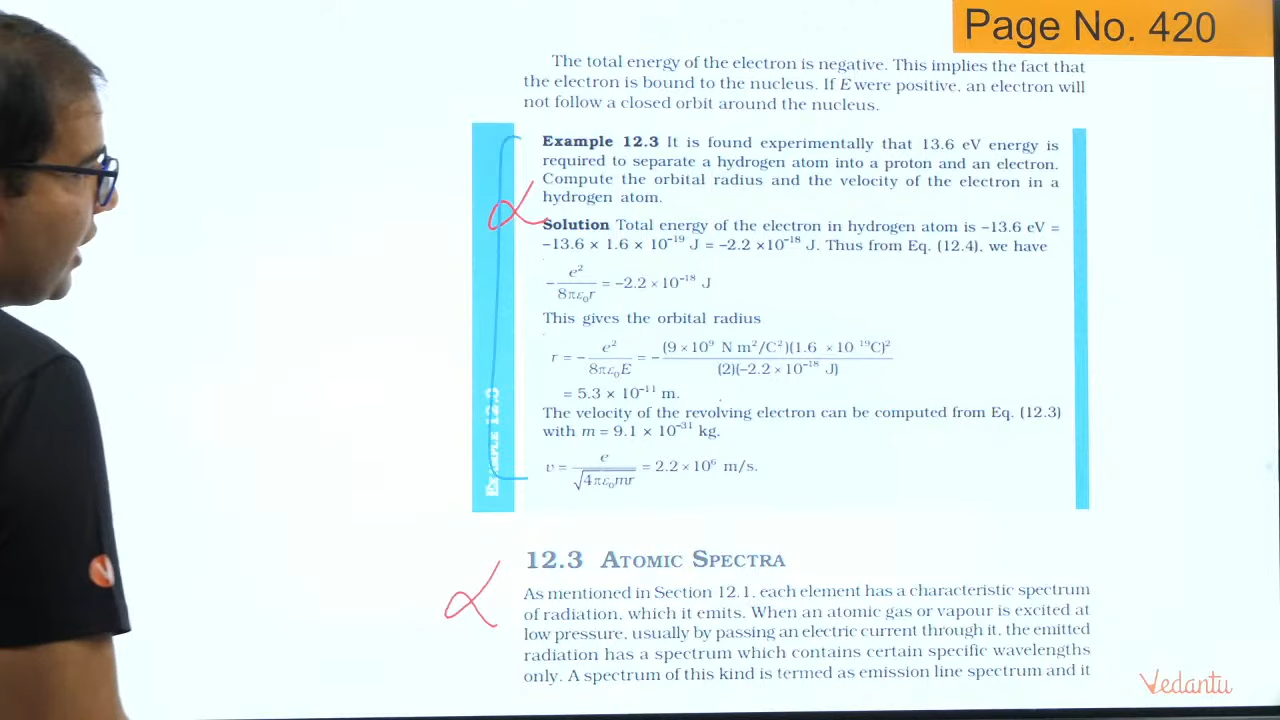 Page No. 420
The total energy of the electron is negative. This implies the fact that
the electron is bound to the nucleus. If E were positive, an electron will
not follow a closed orbit around the nucleus.
Example 12.3 It is found experimentally that 13.6 eV energy is
required to separate a hydrogen atom into a proton and an electron.
Compute the orbital radius and the velocity of the electron in a
hydrogen atom.
Solution Total energy of the electron in hydrogen atom is –13.6 eV =
–13.6 × 1.6 × 10⁻¹⁹ J = –2.2 ×10⁻¹⁸ J. Thus from Eq. (12.4), we have
- e² / 8πε₀r = –2.2 × 10⁻¹⁸ J
This gives the orbital radius
r = - e² / 8πε₀E = - (9 × 10⁹ N m²/C²)(1.6 × 10 ¹⁹C)² / (2)(–2.2 × 10⁻¹⁸ J)
= 5.3 × 10⁻¹¹ m.
The velocity of the revolving electron can be computed from Eq. (12.3)
with m = 9.1 × 10⁻³¹ kg,
v = e / √4πε₀mr = 2.2 × 10⁶ m/s.
Example 12.3
12.3 ATOMIC SPECTRA
As mentioned in Section 12.1, each element has a characteristic spectrum
of radiation, which it emits. When an atomic gas or vapour is excited at
low pressure, usually by passing an electric current through it, the emitted
radiation has a spectrum which contains certain specific wavelengths
only. A spectrum of this kind is termed as emission line spectrum and it
Vedantu